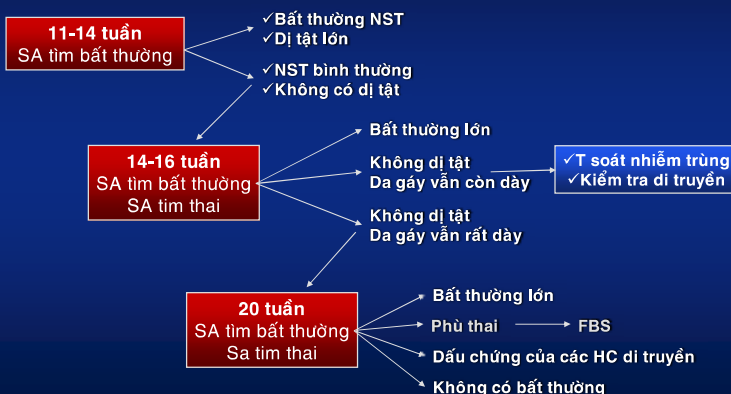 11-14 tuần
SA tìm bất thường
✓Bất thường NST
✓Dị tật lớn
✓NST bình thường
✓Không có dị tật
14-16 tuần
SA tìm bất thường
SA tim thai
Bất thường lớn
Không dị tật
Da gáy vẫn còn dày
✓T soát nhiễm trùng
✓Kiểm tra di truyền
Không dị tật
Da gáy vẫn rất dày
20 tuần
SA tìm bất thường
Sa tim thai
Bất thường lớn
Phù thai
FBS
Dấu chứng của các HC di truyền
Không có bất thường